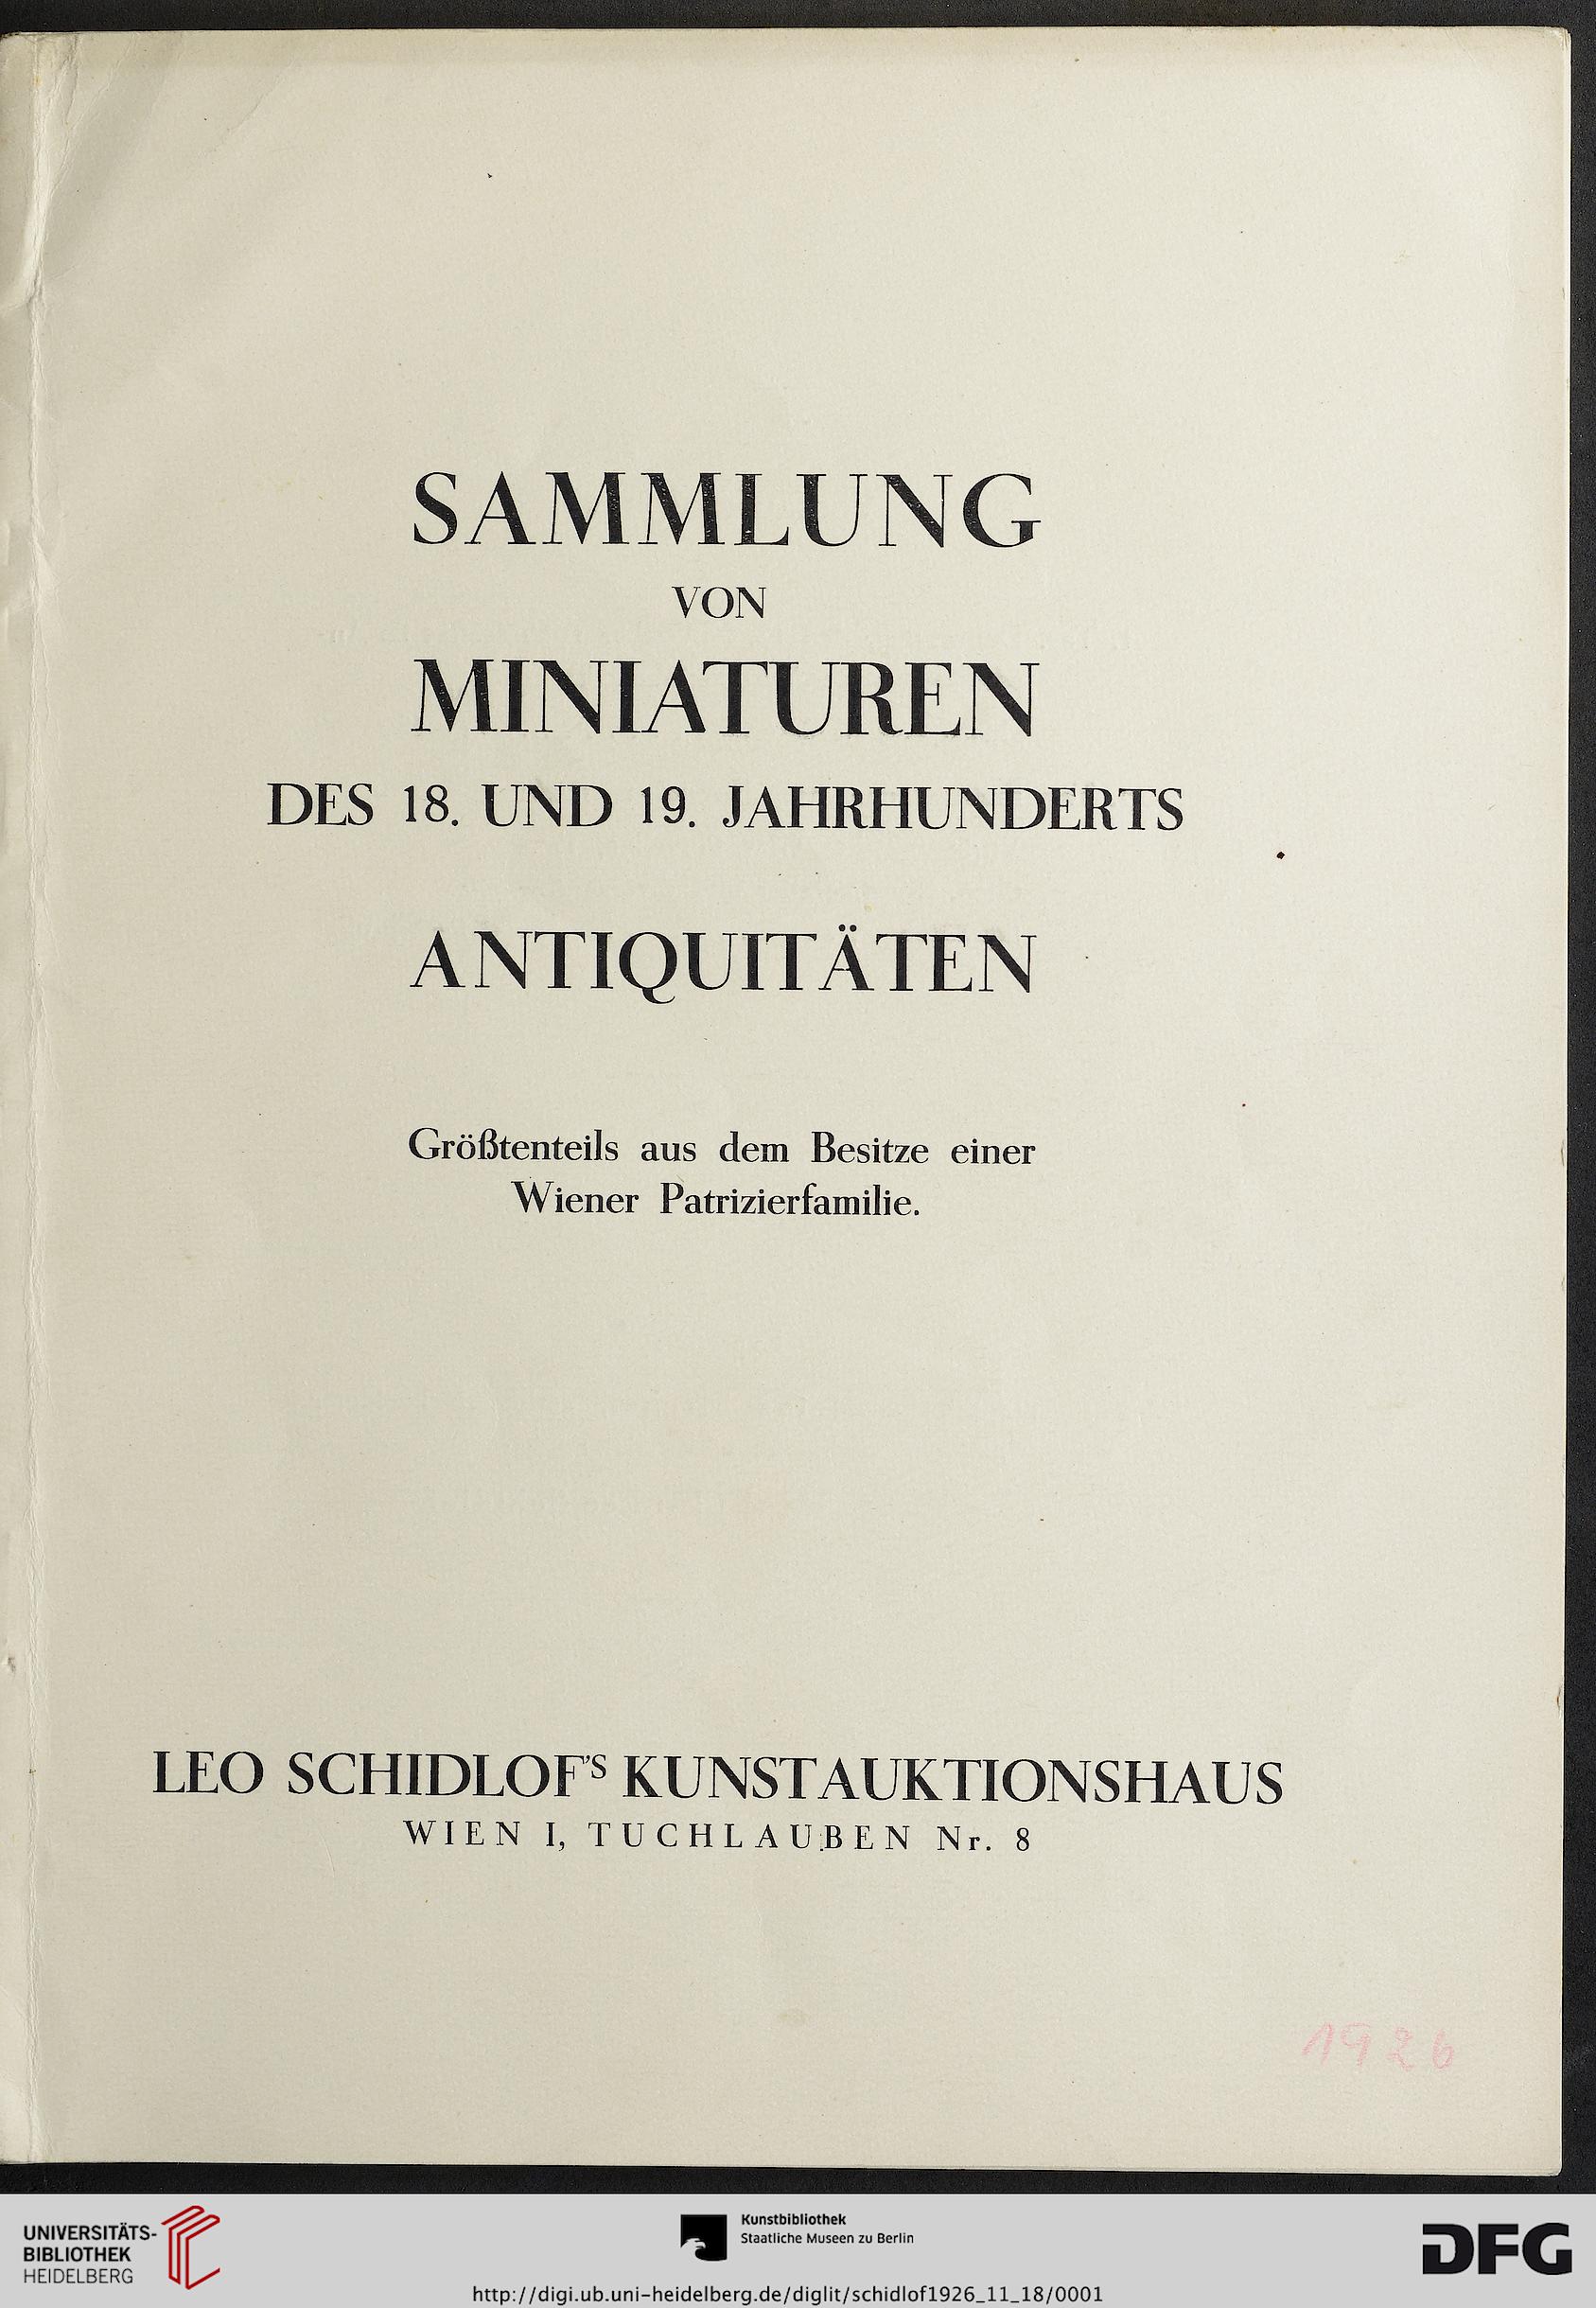 SAMMLUNG
VON
MINIATUREN
DES 18. UND 19. JAHRHUNDERTS
ANTIQUITÄTEN
Größtenteils aus dem Besitze einer
Wiener Patrizierfamilie.
LEO SCHIDLOF'S KUNSTAUKTIONSHAUS
WIEN I, TUCHLAUBEN Nr. 8
1926
UNIVERSITÄTS-
BIBLIOTHEK
HEIDELBERG
Kunstbibliothek
Staatliche Museen zu Berlin
DFG
http://digi.ub.uni-heidelberg.de/diglit/schidlof1926_11_18/0001